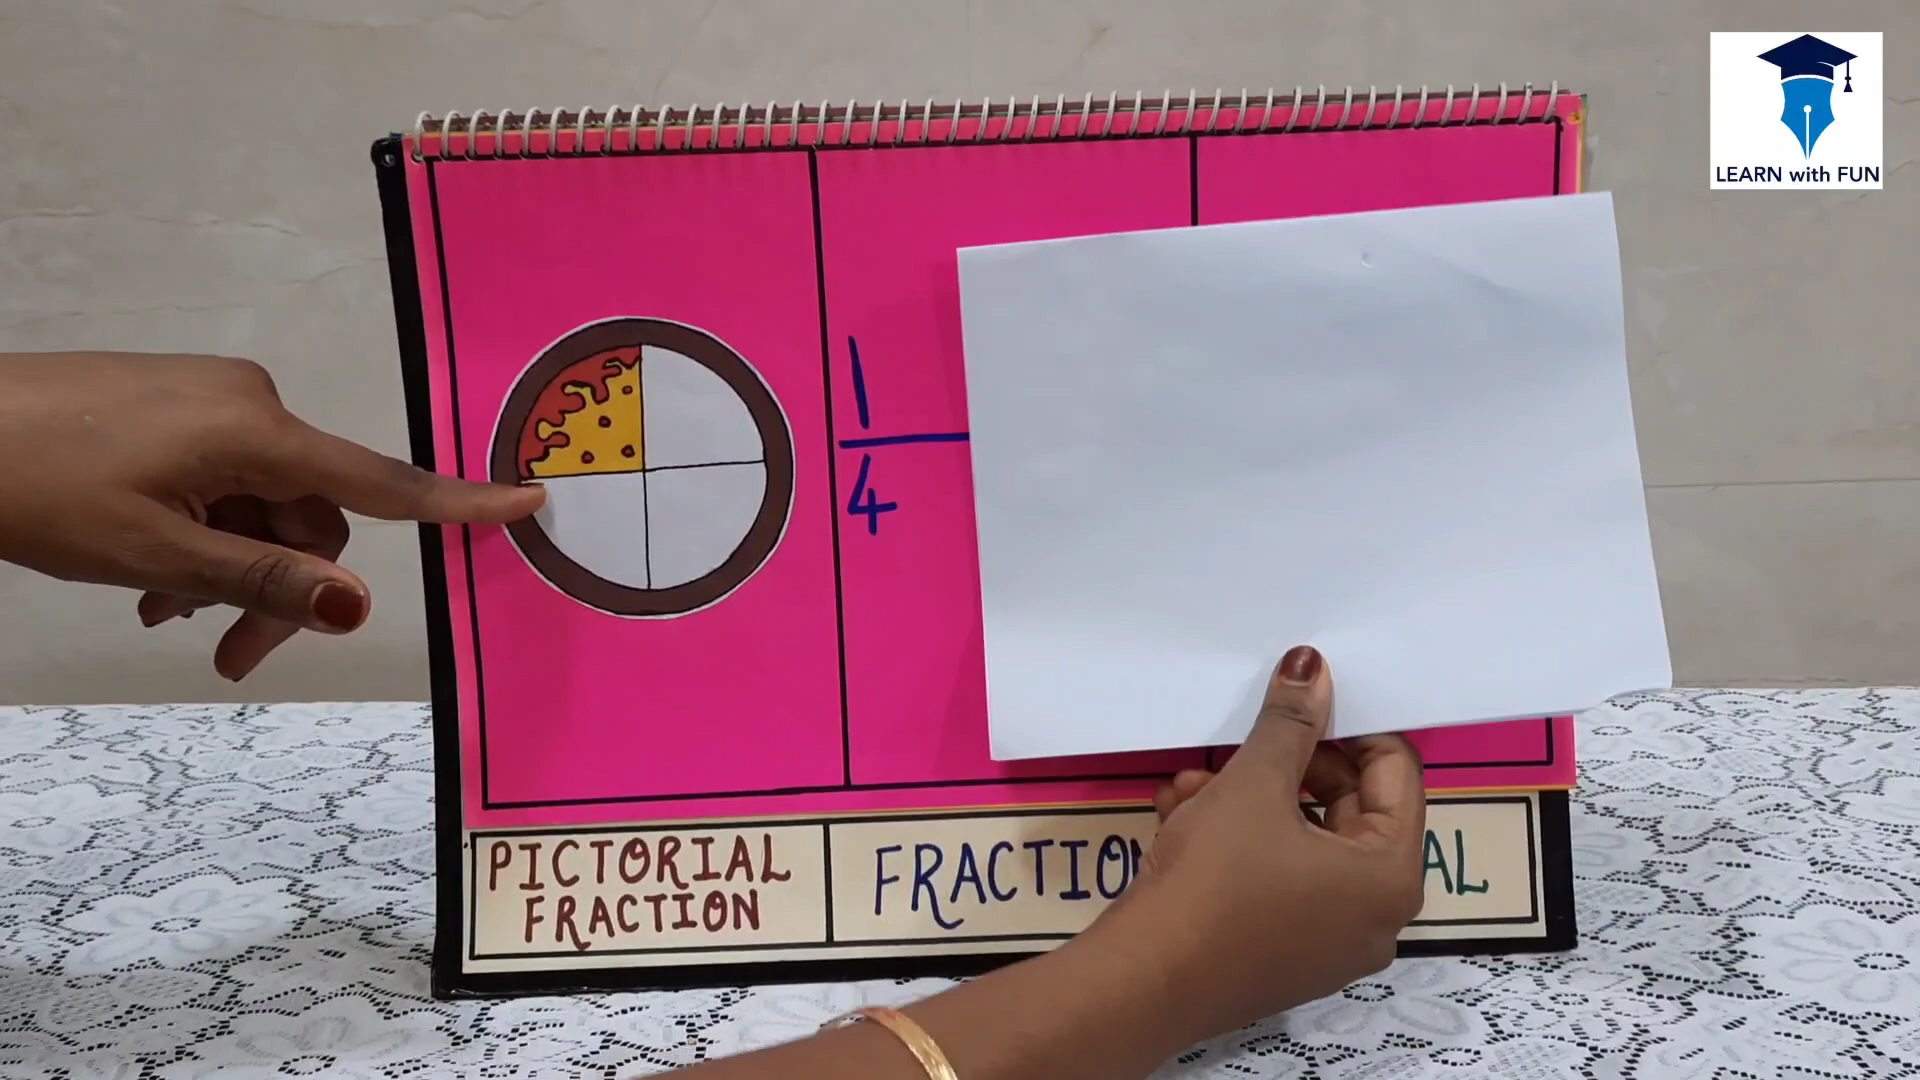 LEARN with FUN
1
4
PICTORIAL
FRACTION
FRACTION
AL